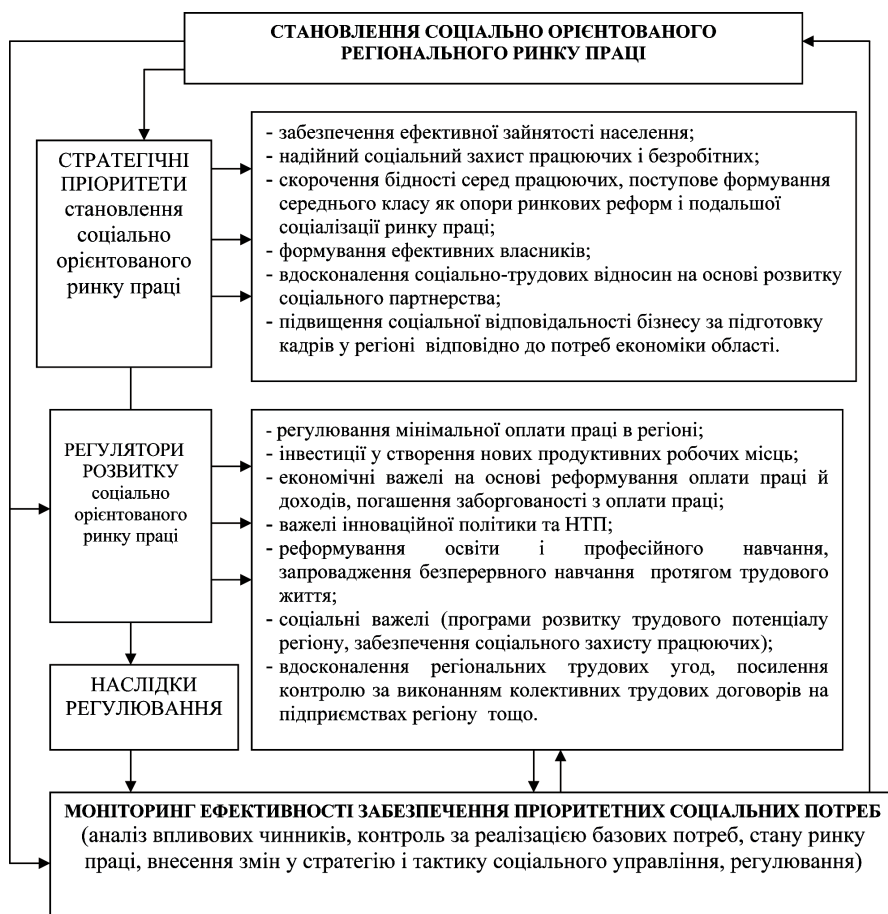 СТАНОВЛЕННЯ СОЦІАЛЬНО ОРІЄНТОВАНОГО
РЕГІОНАЛЬНОГО РИНКУ ПРАЦІ
СТРАТЕГІЧНІ
ПРІОРИТЕТИ
становлення
соціально
орієнтованого
ринку праці
- забезпечення ефективної зайнятості населення;
- надійний соціальний захист працюючих і безробітних;
- скорочення бідності серед працюючих, поступове формування
середнього класу як опори ринкових реформ і подальшої
соціалізації ринку праці;
- формування ефективних власників;
- вдосконалення соціально-трудових відносин на основі розвитку
соціального партнерства;
- підвищення соціальної відповідальності бізнесу за підготовку
кадрів у регіоні відповідно до потреб економіки області.
РЕГУЛЯТОРИ
РОЗВИТКУ
соціально
орієнтованого
ринку праці
- регулювання мінімальної оплати праці в регіоні;
- інвестиції у створення нових продуктивних робочих місць;
- економічні важелі на основі реформування оплати праці й
доходів, погашення заборгованості з оплати праці;
- важелі інноваційної політики та НТП;
- реформування освіти і професійного навчання,
запровадження безперервного навчання протягом трудового
життя;
- соціальні важелі (програми розвитку трудового потенціалу
регіону, забезпечення соціального захисту працюючих);
- вдосконалення регіональних трудових угод, посилення
контролю за виконанням колективних трудових договорів на
підприємствах регіону тощо.
НАСЛІДКИ
РЕГУЛЮВАННЯ
МОНІТОРИНГ ЕФЕКТИВНОСТІ ЗАБЕЗПЕЧЕННЯ ПРІОРИТЕТНИХ СОЦІАЛЬНИХ ПОТРЕБ
(аналіз впливових чинників, контроль за реалізацією базових потреб, стану ринку
праці, внесення змін у стратегію і тактику соціального управління, регулювання)